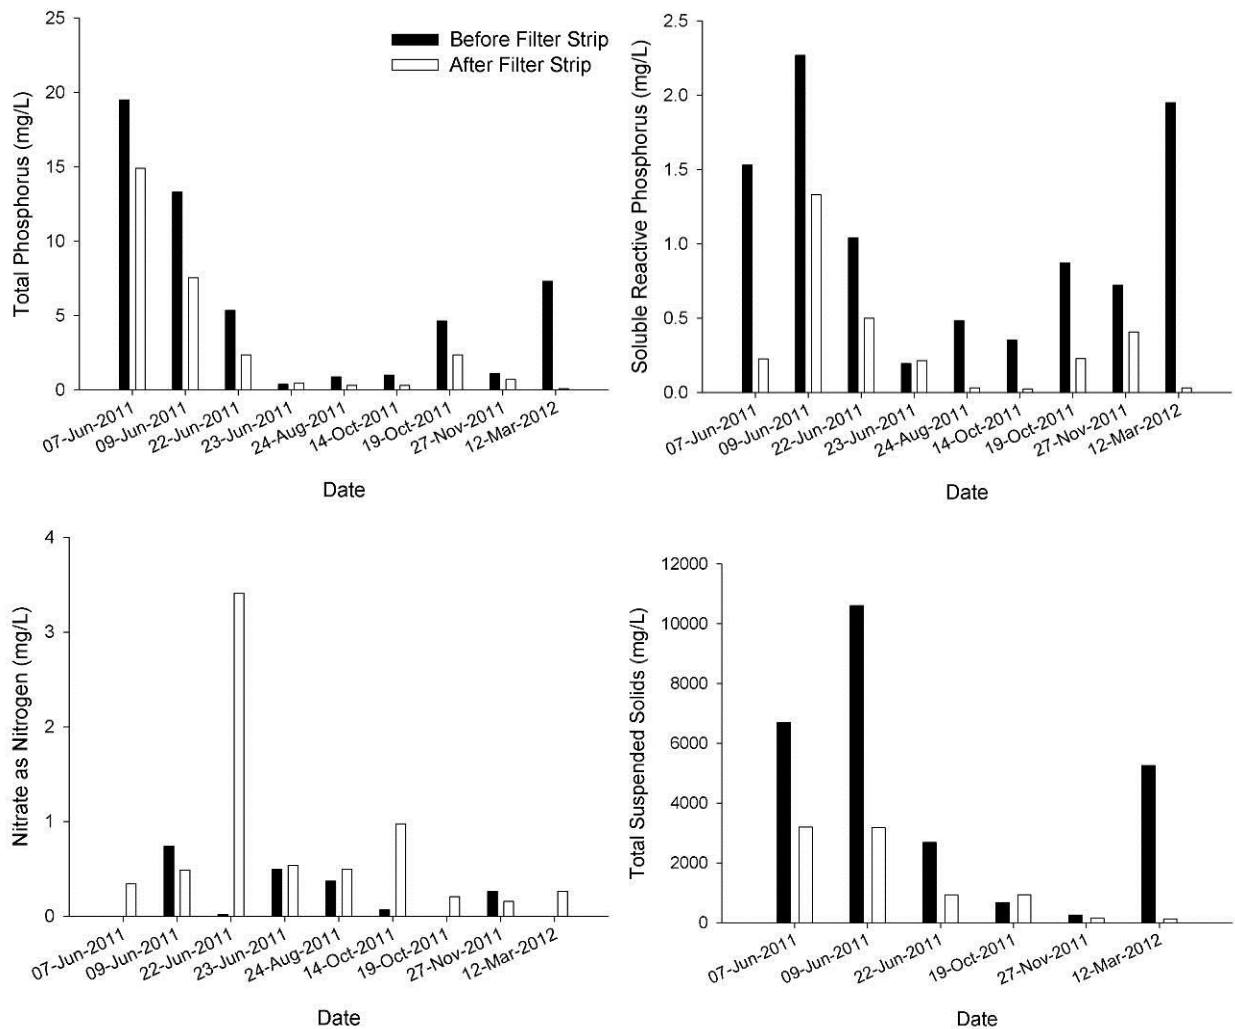 25
20
15
10
5
0
Total Phosphorus (mg/L)
Before Filter Strip
After Filter Strip
07-Jun-2011
09-Jun-2011
22-Jun-2011
23-Jun-2011
24-Aug-2011
14-Oct-2011
19-Oct-2011
27-Nov-2011
12-Mar-2012
Date
2.5
2.0
1.5
1.0
0.5
0.0
Soluble Reactive Phosphorus (mg/L)
07-Jun-2011
09-Jun-2011
22-Jun-2011
23-Jun-2011
24-Aug-2011
14-Oct-2011
19-Oct-2011
27-Nov-2011
12-Mar-2012
Date
4
3
2
1
0
Nitrate as Nitrogen (mg/L)
07-Jun-2011
09-Jun-2011
22-Jun-2011
23-Jun-2011
24-Aug-2011
14-Oct-2011
19-Oct-2011
27-Nov-2011
12-Mar-2012
Date
12000
10000
8000
6000
4000
2000
0
Total Suspended Solids (mg/L)
07-Jun-2011
09-Jun-2011
22-Jun-2011
19-Oct-2011
27-Nov-2011
12-Mar-2012
Date